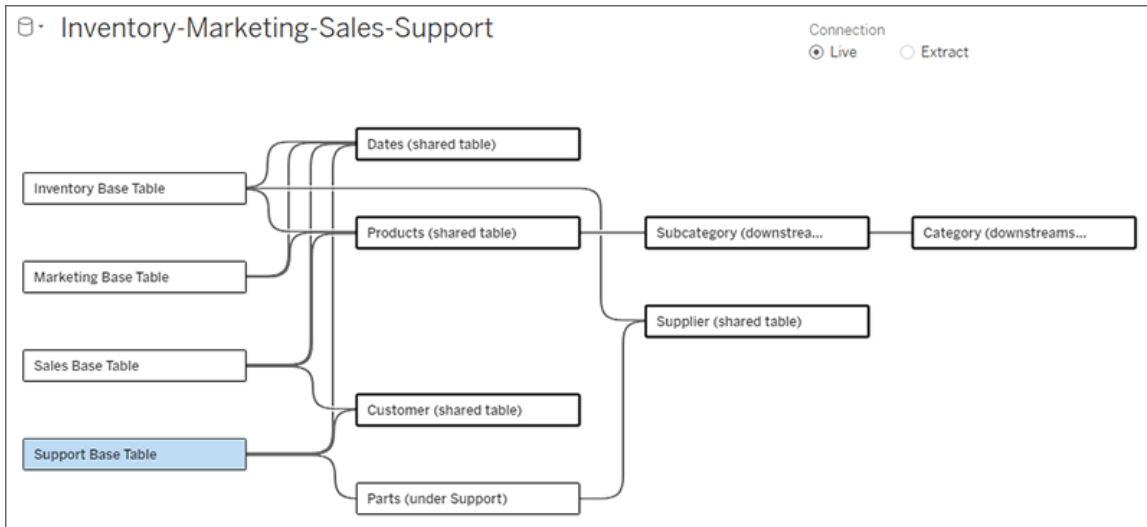 Inventory-Marketing-Sales-Support
Connection
Live
Extract
Dates (shared table)
Inventory Base Table
Products (shared table)
Subcategory (downstrea...
Category (downstreams...
Marketing Base Table
Supplier (shared table)
Sales Base Table
Customer (shared table)
Support Base Table
Parts (under Support)